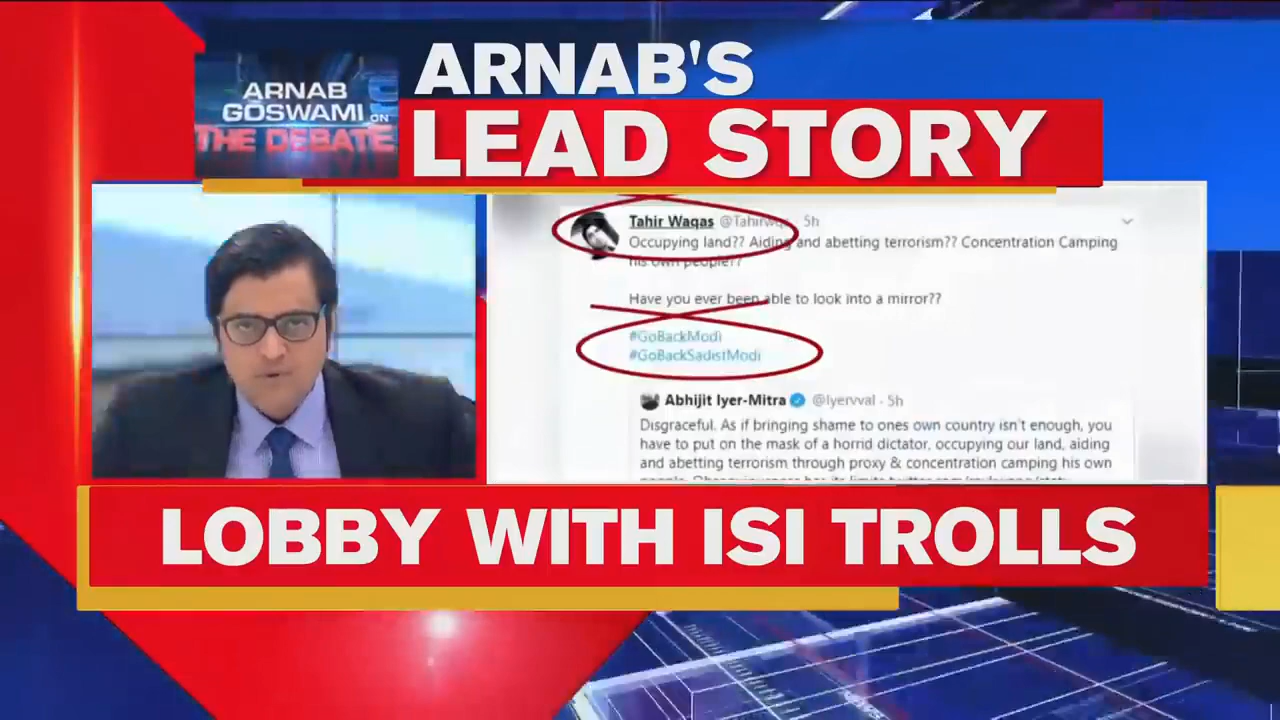 ARNAB'S
LEAD STORY
ARNAB
GOSWAMI ON
THE DEBATE
Tahir Waqas @Tahirwa 5h
Occupying land?? Aiding and abetting terrorism?? Concentration Camping
his own people??
Have you ever been able to look into a mirror??
#GoBackModi
#GoBackSadistModi
Abhijit Iyer-Mitra @Iyervval · 5h
Disgraceful. As if bringing shame to ones own country isn't enough, you
have to put on the mask of a horrid dictator, occupying our land, aiding
and abetting terrorism through proxy & concentration camping his own
LOBBY WITH ISI TROLLS